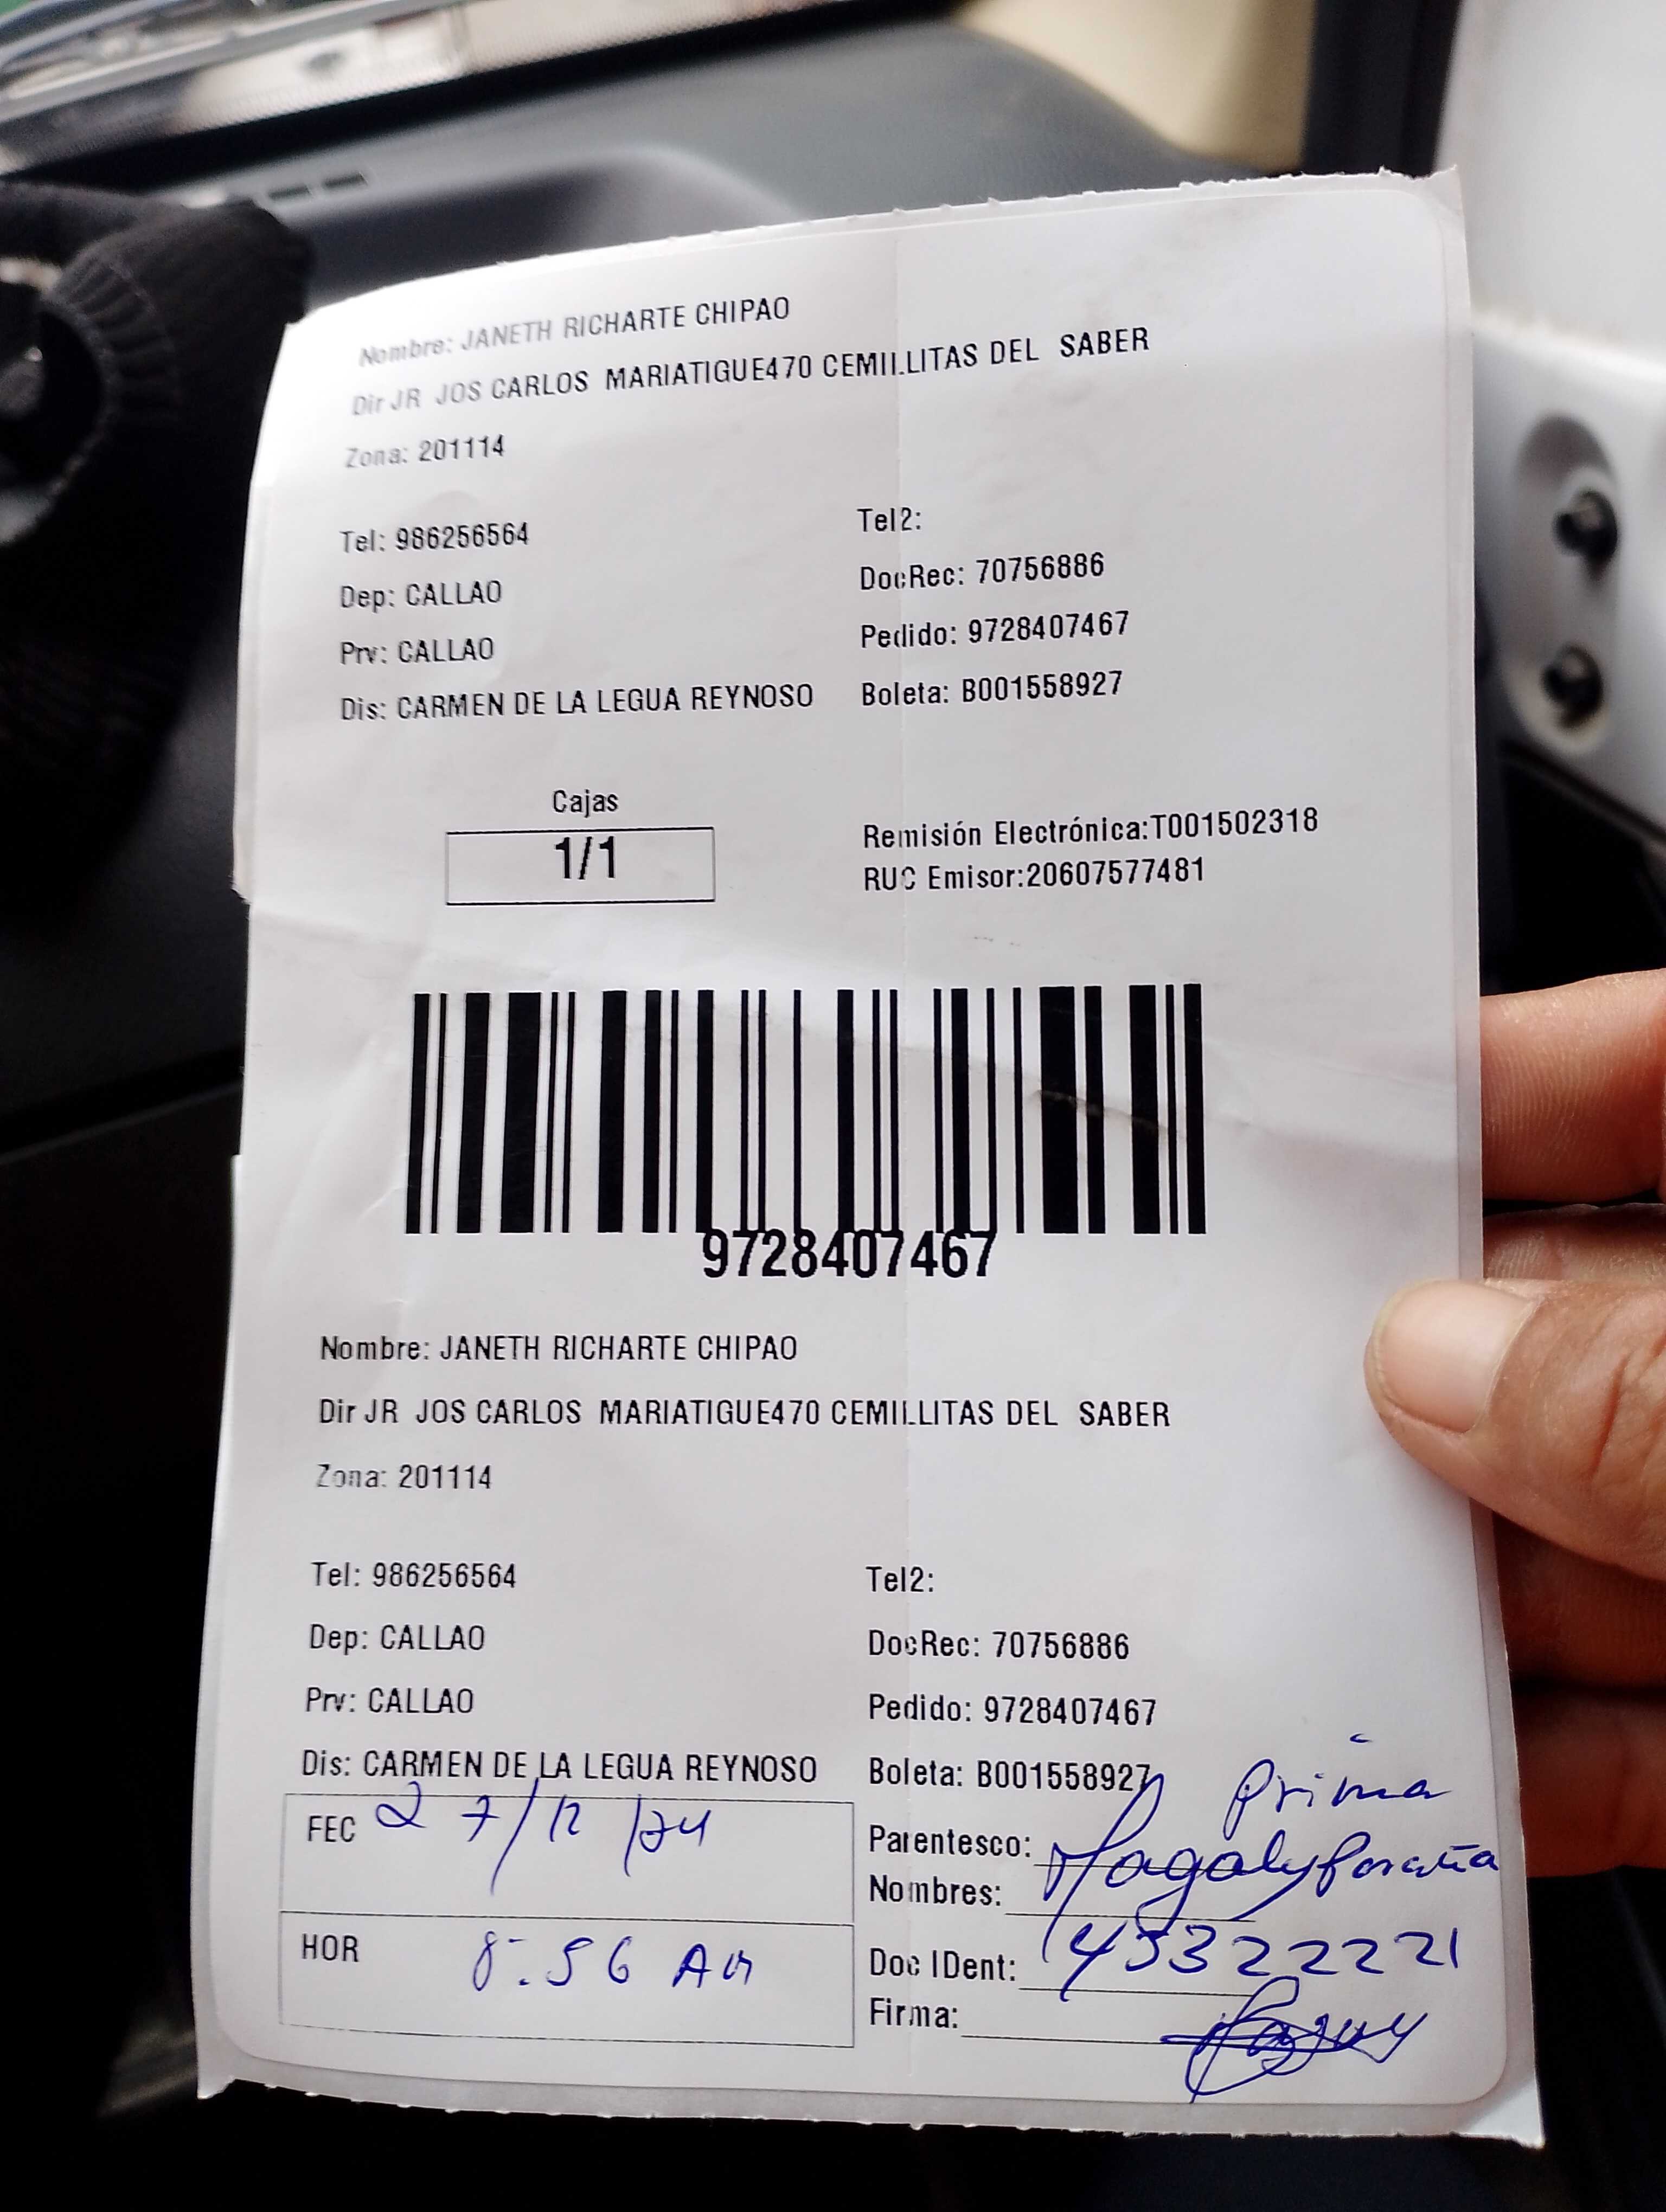 Nombre: JANETH RICHARTE CHIPAO
Dir JR JOS CARLOS MARIATIGUE470 CEMILLITAS DEL SABER
Zona: 201114
Tel: 986256564 Tel2:
Dep: CALLAO DocRec: 70756886
Prv: CALLAO Pedido: 9728407467
Dis: CARMEN DE LA LEGUA REYNOSO Boleta: B001558927
Cajas
1/1
Remisión Electrónica:T001502318
RUC Emisor:20607577481
9728407467
Nombre: JANETH RICHARTE CHIPAO
Dir JR JOS CARLOS MARIATIGUE470 CEMILLITAS DEL SABER
Zona: 201114
Tel: 986256564 Tel2:
Dep: CALLAO DocRec: 70756886
Prv: CALLAO Pedido: 9728407467
Dis: CARMEN DE LA LEGUA REYNOSO Boleta: B001558927
FEC 27/12/24
HOR 8:56 AM
Parentesco: Prima
Nombres: Magaly
Doc IDent: 45322221
Firma: